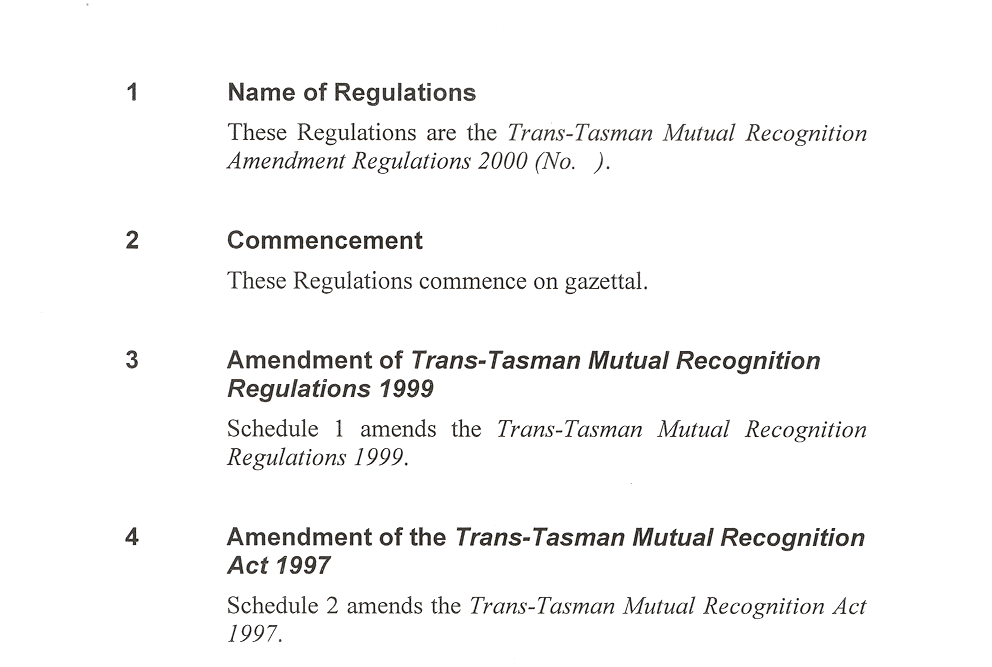 1 Name of Regulations
These Regulations are the Trans-Tasman Mutual Recognition
Amendment Regulations 2000 (No. ).
2 Commencement
These Regulations commence on gazettal.
3 Amendment of Trans-Tasman Mutual Recognition
Regulations 1999
Schedule 1 amends the Trans-Tasman Mutual Recognition
Regulations 1999.
4 Amendment of the Trans-Tasman Mutual Recognition
Act 1997
Schedule 2 amends the Trans-Tasman Mutual Recognition Act
1997.